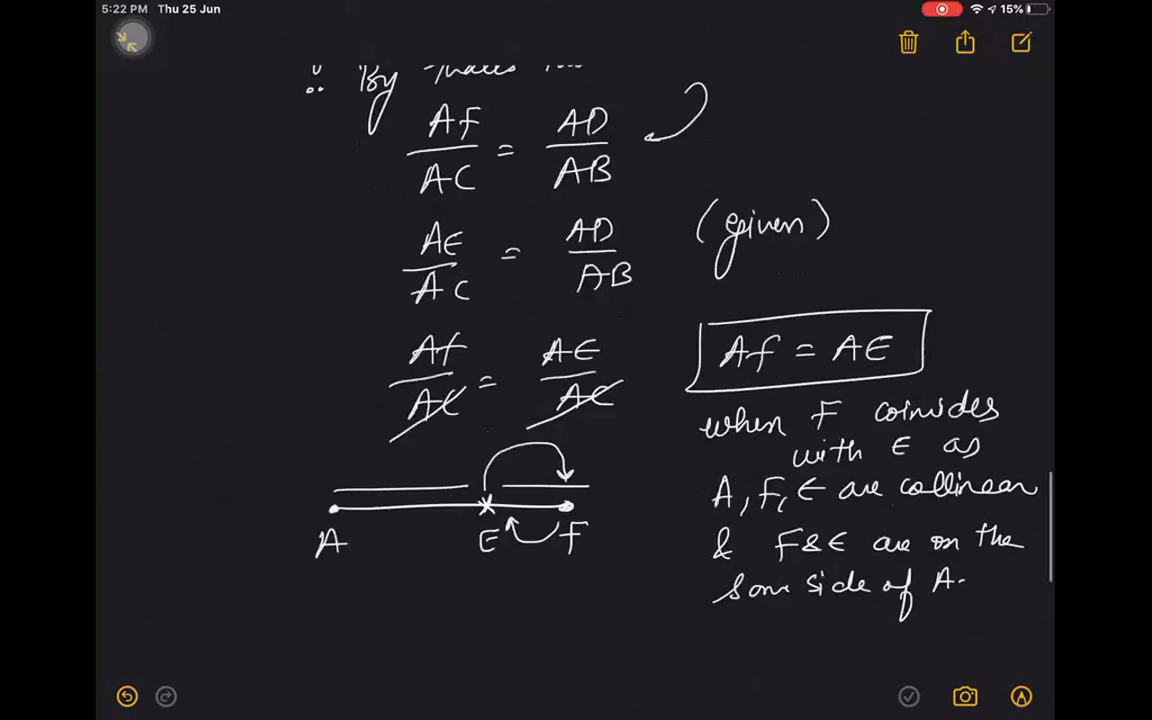 5:22 PM Thu 25 Jun
15%
∴ By
AF/AC = AD/AB
AE/AC = AD/AB (given)
AF/AC = AE/AC
AF = AE
when F coincides
with E as
A, F, E are collinear
& F & E are on the
same side of A.
A E F